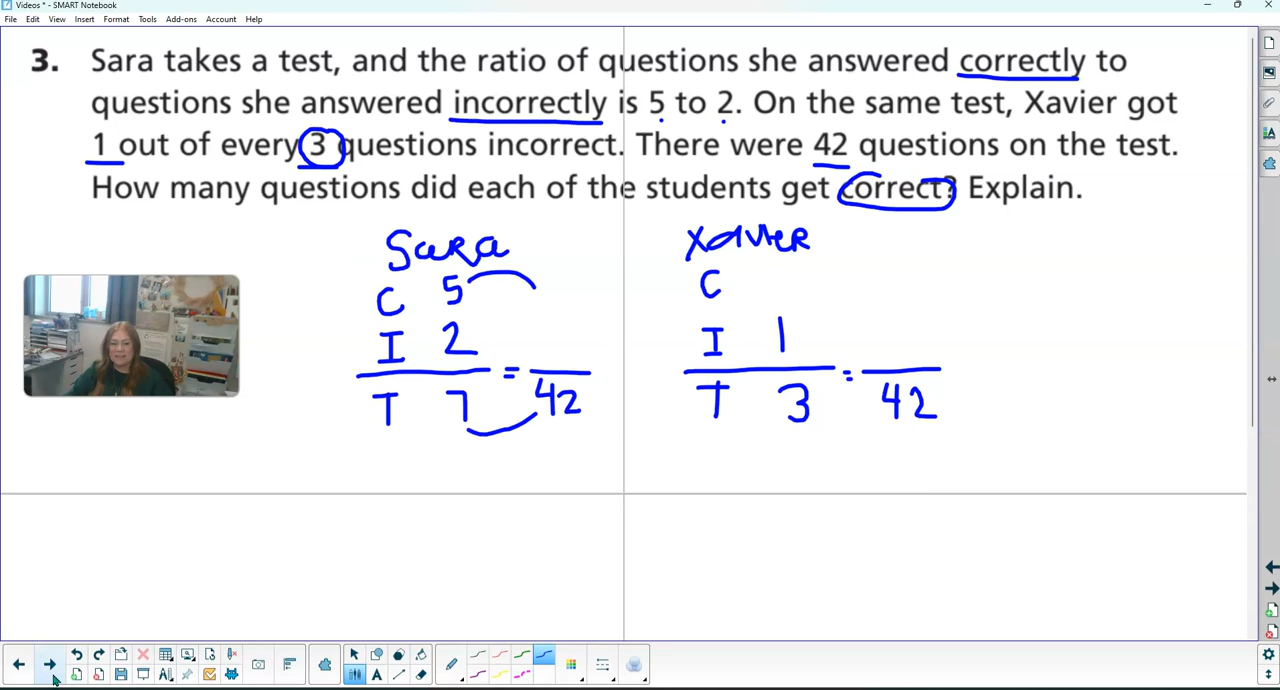 Videos * - SMART Notebook
File Edit View Insert Format Tools Add-ons Account Help
3. Sara takes a test, and the ratio of questions she answered correctly to
questions she answered incorrectly is 5 to 2. On the same test, Xavier got
1 out of every 3 questions incorrect. There were 42 questions on the test.
How many questions did each of the students get correct? Explain.
Sara
C 5
I 2
T 7 = 42
Xavier
C
I 1
T 3 = 42